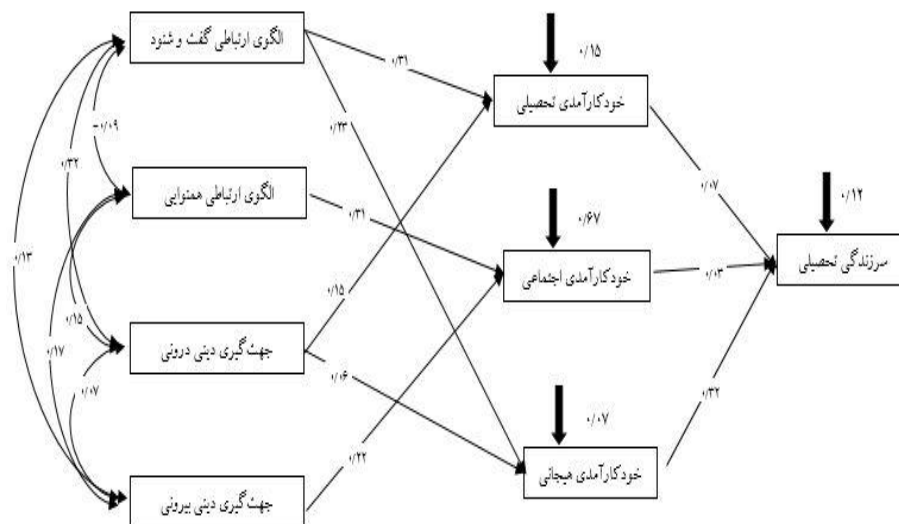 الگوی ارتباطی گفت و شنود
۰/۱۵
۰/۳۱
خودکارآمدی تحصیلی
-۰/۰۹
۰/۲۳
۰/۳۲
الگوی ارتباطی همنوایی
۰/۰۷
۰/۱۲
۰/۳۱
۰/۶۷
۰/۱۳
خودکارآمدی اجتماعی
سرزندگی تحصیلی
۰/۰۳
۰/۱۵
۰/۱۵
جهت‌گیری دینی درونی
۰/۱۷
۰/۰۶
۰/۰۷
۰/۳۲
۰/۰۷
۰/۲۲
خودکارآمدی هیجانی
جهت‌گیری دینی بیرونی